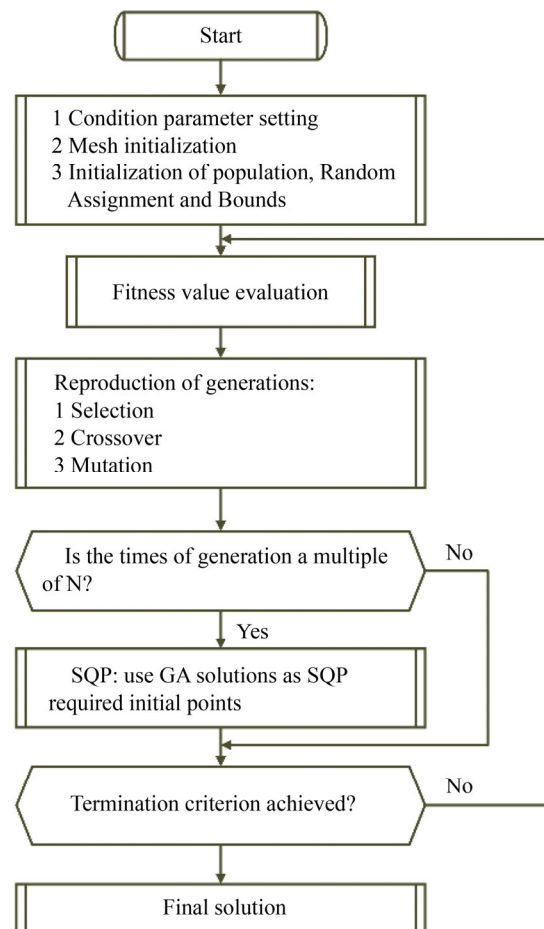 Start
1 Condition parameter setting
2 Mesh initialization
3 Initialization of population, Random
Assignment and Bounds
Fitness value evaluation
Reproduction of generations:
1 Selection
2 Crossover
3 Mutation
Is the times of generation a multiple
of N?
No
Yes
SQP: use GA solutions as SQP
required initial points
Termination criterion achieved?
No
Final solution